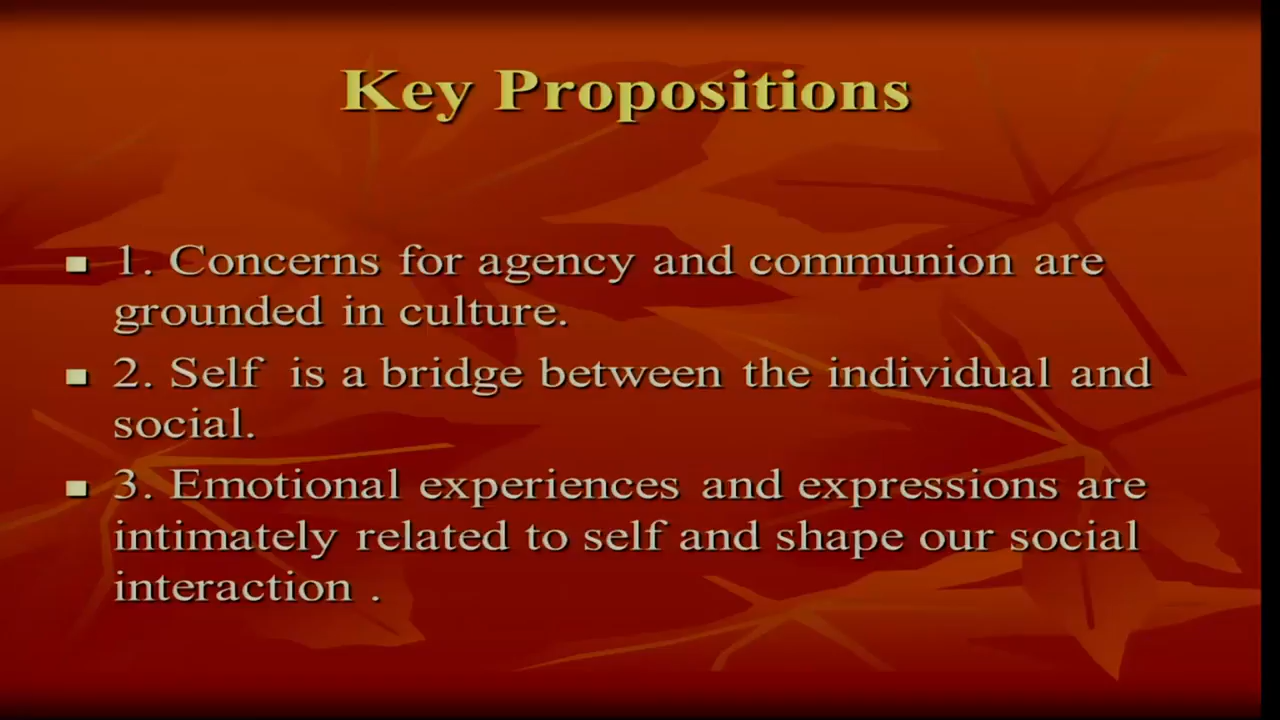 Key Propositions
1. Concerns for agency and communion are
grounded in culture.
2. Self is a bridge between the individual and
social.
3. Emotional experiences and expressions are
intimately related to self and shape our social
interaction .